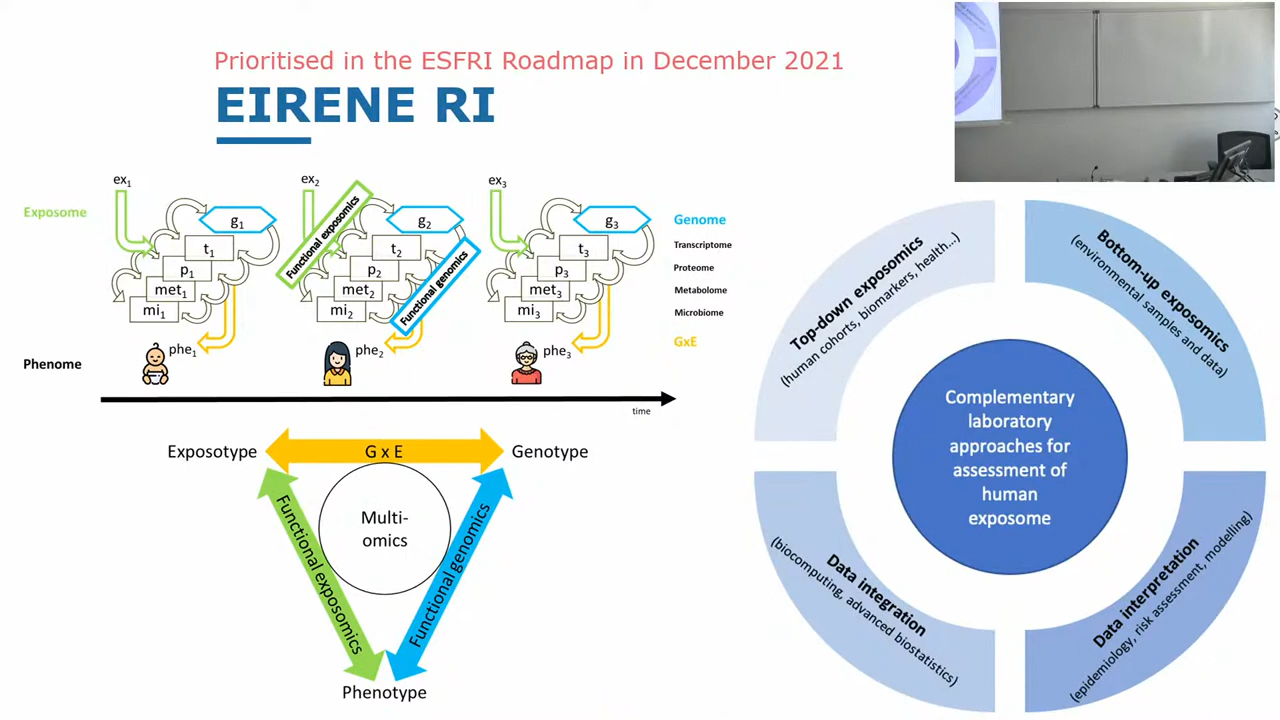 Prioritised in the ESFRI Roadmap in December 2021
EIRENE RI
Exposome
ex₁
g₁
t₁
p₁
met₁
mi₁
phe₁
ex₂
g₂
t₂
p₂
met₂
mi₂
phe₂
Functional exposomics
Functional genomics
ex₃
g₃
t₃
p₃
met₃
mi₃
phe₃
Genome
Transcriptome
Proteome
Metabolome
Microbiome
GxE
Phenome
time
Exposotype
G x E
Genotype
Multi-
omics
Functional exposomics
Functional genomics
Phenotype
Top-down exposomics
(human cohorts, biomarkers, health...)
Bottom-up exposomics
(environmental samples and data)
Complementary
laboratory
approaches for
assessment of
human
exposome
Data integration
(biocomputing, advanced biostatistics)
Data interpretation
(epidemiology, risk assessment, modelling)